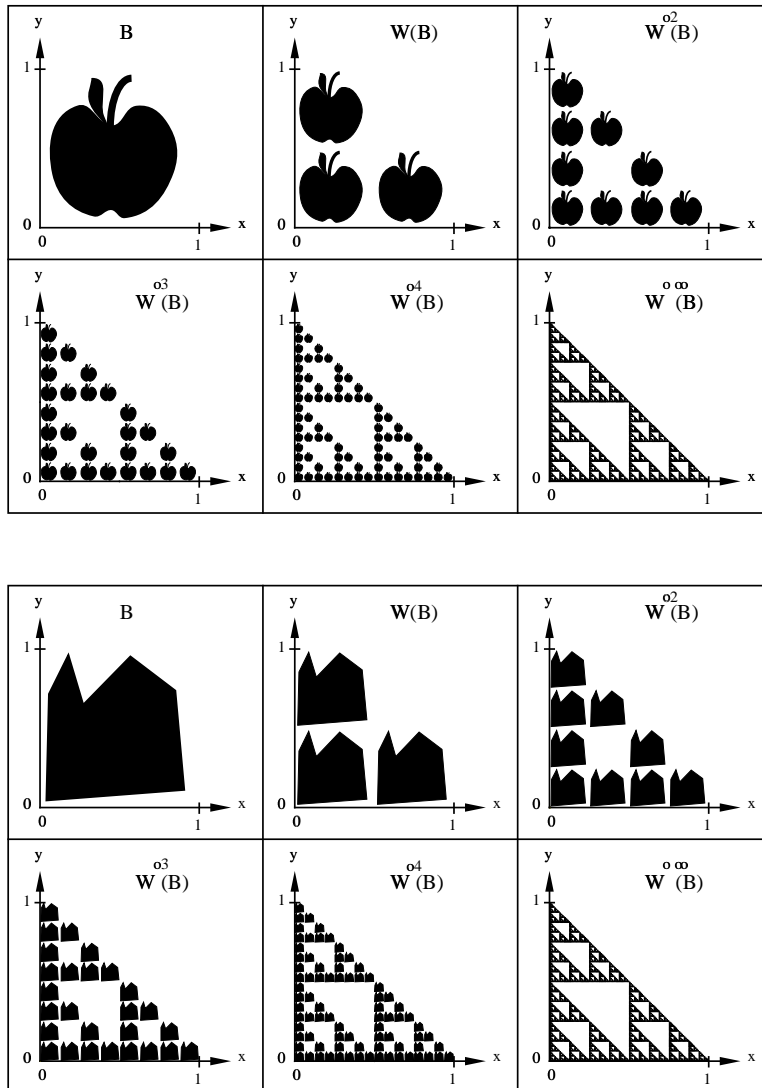 y B
1
0 x
0 1
y W(B)
1
0 x
0 1
y W^{o2}(B)
1
0 x
0 1
y W^{o3}(B)
1
0 x
0 1
y W^{o4}(B)
1
0 x
0 1
y W^{o∞}(B)
1
0 x
0 1
y B
1
0 x
0 1
y W(B)
1
0 x
0 1
y W^{o2}(B)
1
0 x
0 1
y W^{o3}(B)
1
0 x
0 1
y W^{o4}(B)
1
0 x
0 1
y W^{o∞}(B)
1
0 x
0 1